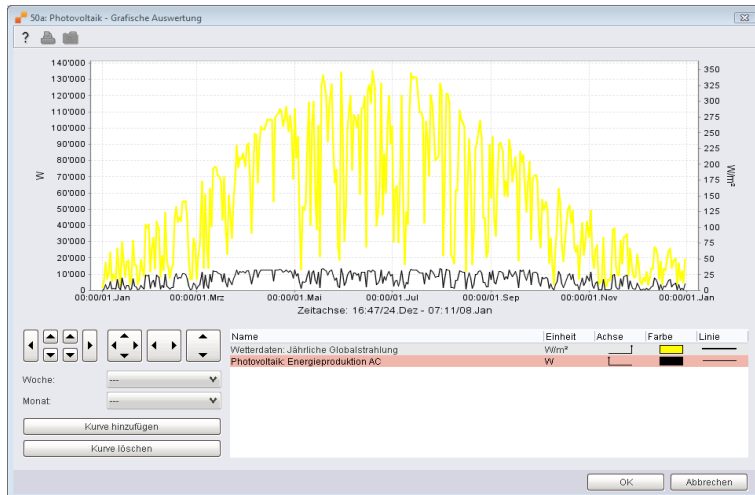 50a: Photovoltaik - Grafische Auswertung
?
140'000
130'000
120'000
110'000
100'000
90'000
80'000
70'000
60'000
50'000
40'000
30'000
20'000
10'000
0
W
350
325
300
275
250
225
200
175
150
125
100
75
50
25
0
W/m²
00:00/01.Jan 00:00/01.Mrz 00:00/01.Mai 00:00/01.Jul 00:00/01.Sep 00:00/01.Nov 00:00/01.Jan
Zeitachse: 16:47/24.Dez - 07:11/08.Jan
Name Einheit Achse Farbe Linie
Wetterdaten: Jährliche Globalstrahlung W/m²
Photovoltaik: Energieproduktion AC W
Woche: ---
Monat: ---
Kurve hinzufügen
Kurve löschen
OK Abbrechen